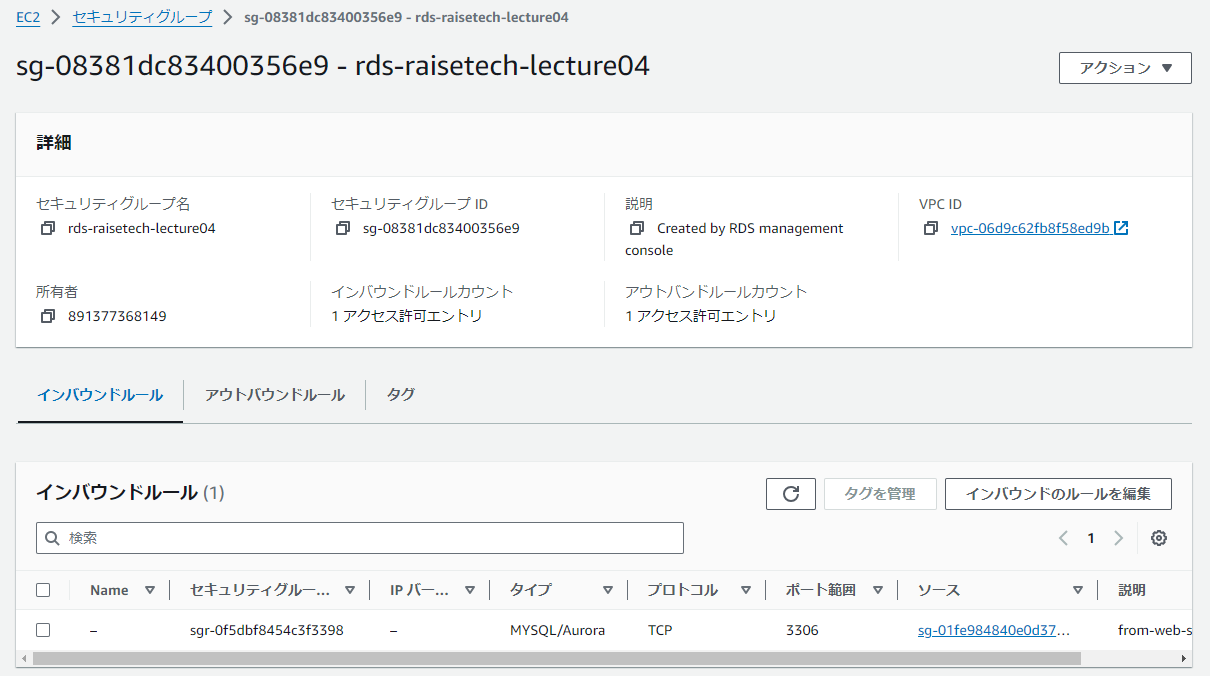 EC2 > セキュリティグループ > sg-08381dc83400356e9 - rds-raisetech-lecture04
sg-08381dc83400356e9 - rds-raisetech-lecture04
アクション
詳細
セキュリティグループ名 セキュリティグループ ID 説明 VPC ID
rds-raisetech-lecture04 sg-08381dc83400356e9 Created by RDS management vpc-06d9c62fb8f58ed9b
console
所有者 インバウンドルールカウント アウトバンドルールカウント
891377368149 1 アクセス許可エントリ 1 アクセス許可エントリ
インバウンドルール アウトバウンドルール タグ
インバウンドルール (1) タグを管理 インバウンドのルールを編集
検索 1
Name セキュリティグルー... IP バー... タイプ プロトコル ポート範囲 ソース 説明
– sgr-0f5dbf8454c3f3398 – MYSQL/Aurora TCP 3306 sg-01fe984840e0d37... from-web-s